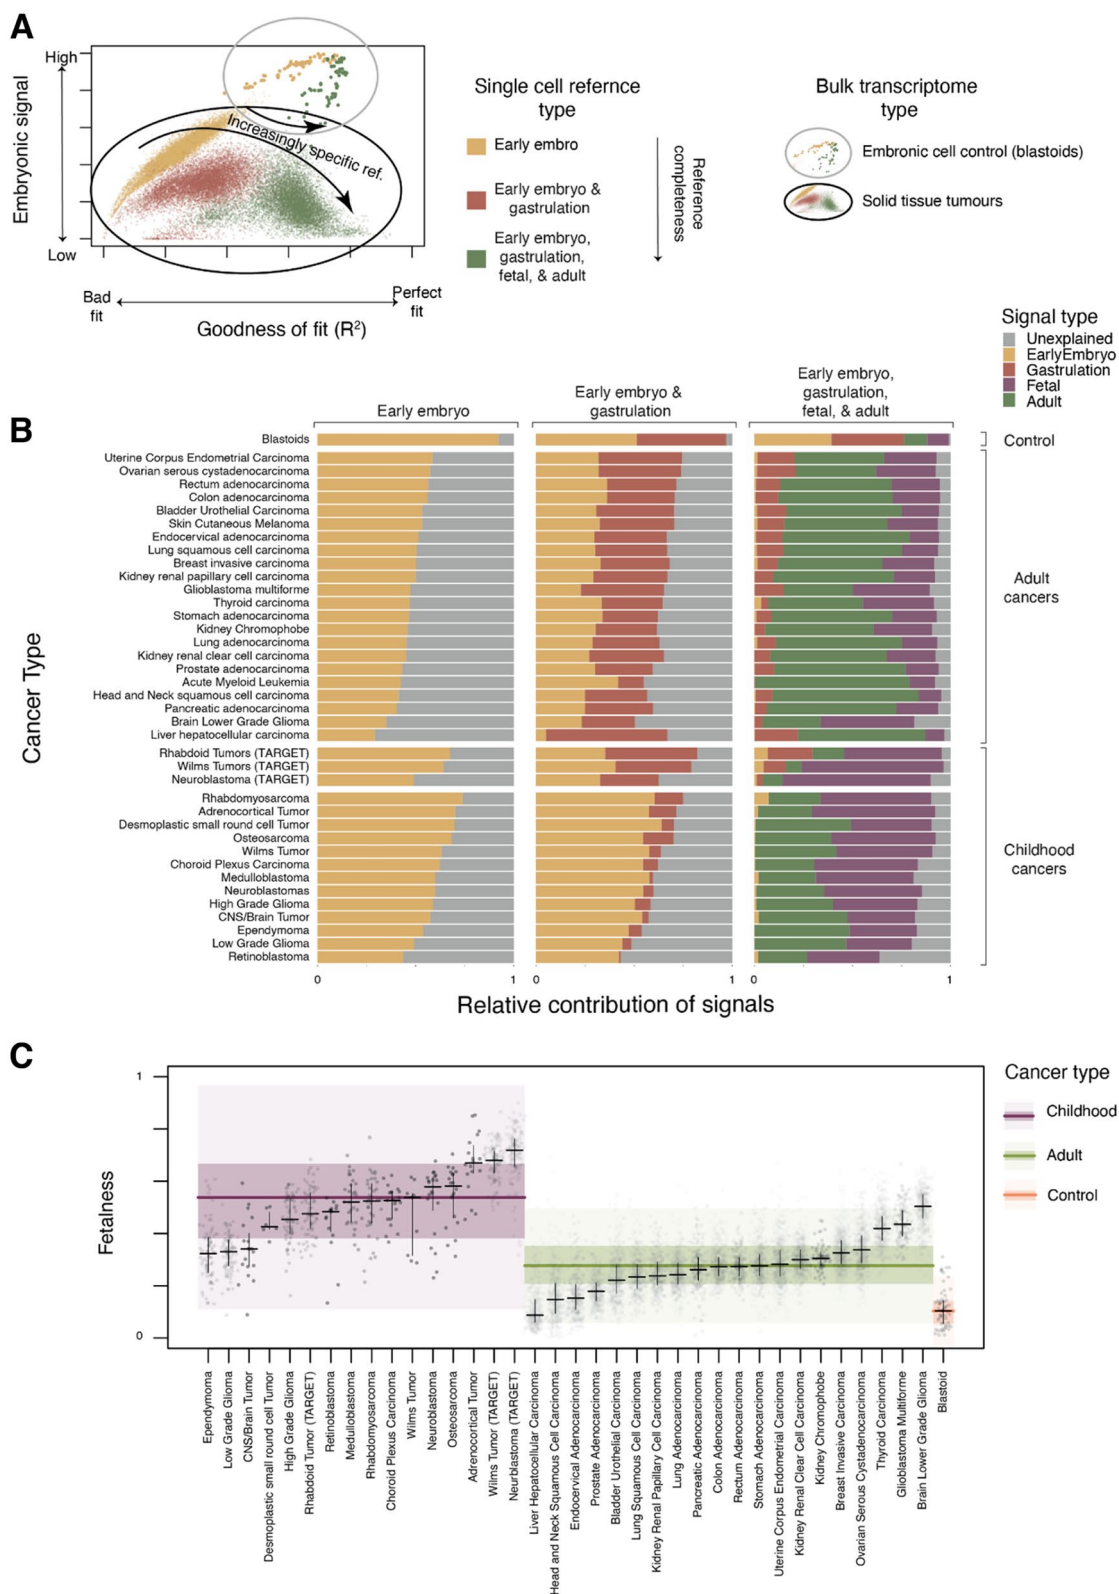 A
High
Embryonic signal
Low
Increasingly specific ref.
Bad fit
Perfect fit
Goodness of fit (R²)
Single cell refernce
type
Early embro
Early embryo &
gastrulation
Early embryo,
gastrulation,
fetal, & adult
Reference
completeness
Bulk transcriptome
type
Embronic cell control (blastoids)
Solid tissue tumours
Signal type
Unexplained
EarlyEmbryo
Gastrulation
Fetal
Adult
B
Early embryo
Early embryo &
gastrulation
Early embryo,
gastrulation,
fetal, & adult
Cancer Type
Blastoids
Control
Uterine Corpus Endometrial Carcinoma
Ovarian serous cystadenocarcinoma
Rectum adenocarcinoma
Colon adenocarcinoma
Bladder Urothelial Carcinoma
Skin Cutaneous Melanoma
Endocervical adenocarcinoma
Lung squamous cell carcinoma
Breast invasive carcinoma
Kidney renal papillary cell carcinoma
Glioblastoma multiforme
Thyroid carcinoma
Stomach adenocarcinoma
Kidney Chromophobe
Lung adenocarcinoma
Kidney renal clear cell carcinoma
Prostate adenocarcinoma
Acute Myeloid Leukemia
Head and Neck squamous cell carcinoma
Pancreatic adenocarcinoma
Brain Lower Grade Glioma
Liver hepatocellular carcinoma
Adult
cancers
Rhabdoid Tumors (TARGET)
Wilms Tumors (TARGET)
Neuroblastoma (TARGET)
Rhabdomyosarcoma
Adrenocortical Tumor
Desmoplastic small round cell Tumor
Osteosarcoma
Wilms Tumor
Choroid Plexus Carcinoma
Medulloblastoma
Neuroblastomas
High Grade Glioma
CNS/Brain Tumor
Ependymoma
Low Grade Glioma
Retinoblastoma
Childhood
cancers
0 1 0 1 0 1
Relative contribution of signals
C
1
Fetalness
0
Cancer type
Childhood
Adult
Control
Ependynoma
Low Grade Glioma
CNS/Brain Tumor
Desmoplastic small round cell Tumor
High Grade Glioma
Rhabdoid Tumor (TARGET)
Retinoblastoma
Medulloblastoma
Rhabdomyosarcoma
Choroid Plexus Carcinoma
Wilms Tumor
Neuroblastoma
Osteosarcoma
Adrenocortical Tumor
Wilms Tumor (TARGET)
Neurblastoma (TARGET)
Liver Hepatocellular Carcinoma
Head and Neck Squamous Cell Carcinoma
Endocervical Adenocarcinoma
Prostate Adenocarcinoma
Bladder Urothelial Carcinoma
Lung Squamous Cell Carcinoma
Kidney Renal Papillary Cell Carcinoma
Lung Adenocarcinoma
Pancreatic Adenocarcinoma
Colon Adenocarcinoma
Rectum Adenocarcinoma
Stomach Adenocarcinoma
Uterine Corpus Endometrial Carcinoma
Kidney Renal Clear Cell Carcinoma
Kidney Chromophobe
Breast Invasive Carcinoma
Ovarian Serous Cystadenocarcinoma
Thyroid Carcinoma
Glioblastoma Multiforme
Brain Lower Grade Glioma
Blastoid